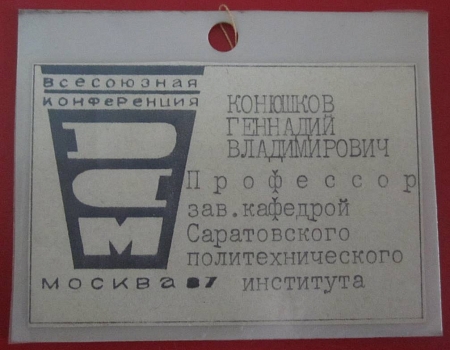 всесоюзная
конференция
КОНЮШКОВ
ГЕННАДИЙ
ВЛАДИМИРОВИЧ
Профессор
зав.кафедрой
Саратовского
политехнического
института
москва 87